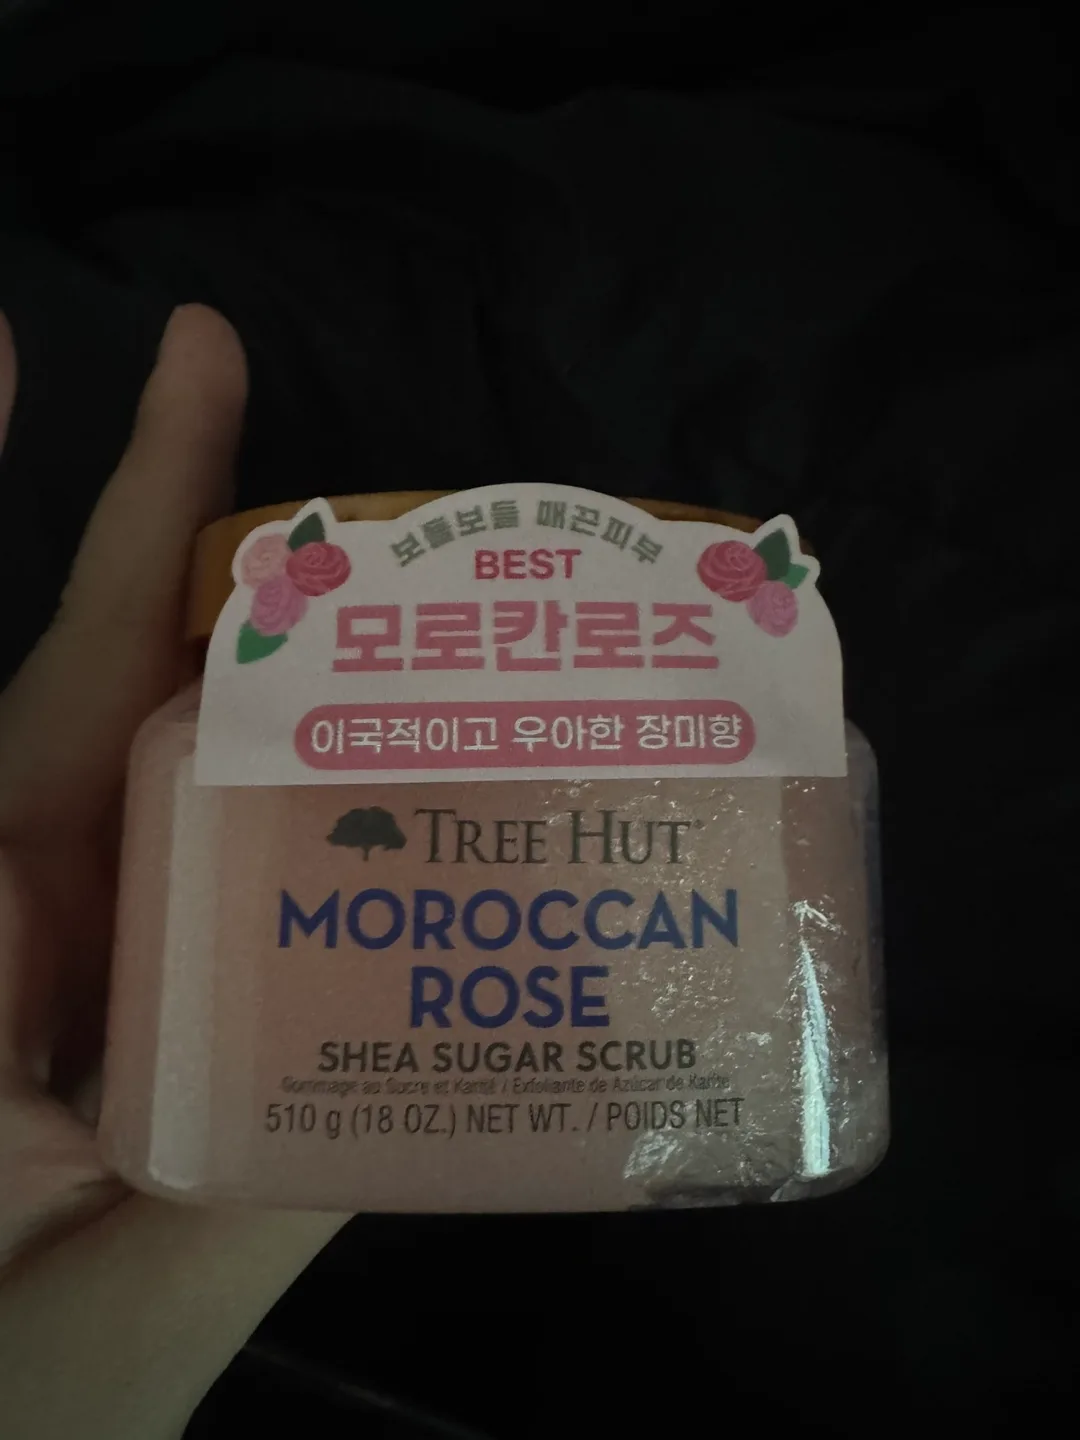 보들보들 매끈피부
BEST
모로칸로즈
이국적이고 우아한 장미향
TREE HUT
MOROCCAN
ROSE
SHEA SUGAR SCRUB
Gommage au Sucre et Karité / Exfoliante de Azúcar de Karité
510 g (18 OZ.) NET WT. / POIDS NET